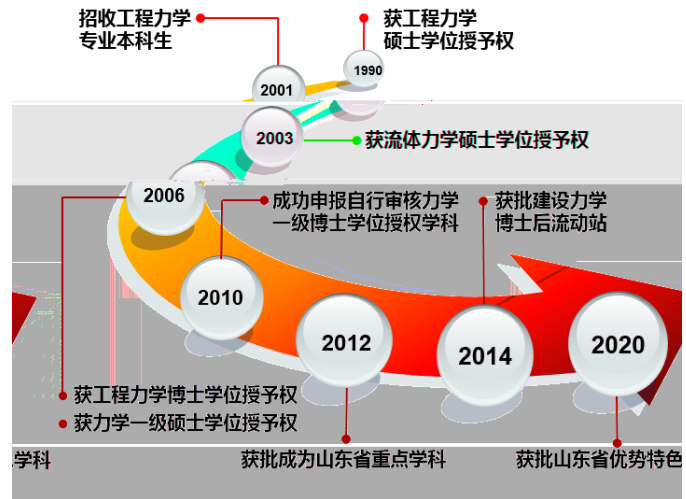 招收工程力学
专业本科生
获工程力学
硕士学位授予权
1990
2001
2003
获流体力学硕士学位授予权
2006
成功申报自行审核力学
一级博士学位授权学科
获批建设力学
博士后流动站
2010
2012
2014
2020
获工程力学博士学位授予权
获力学一级硕士学位授予权
学科
获批成为山东省重点学科
获批山东省优势特色